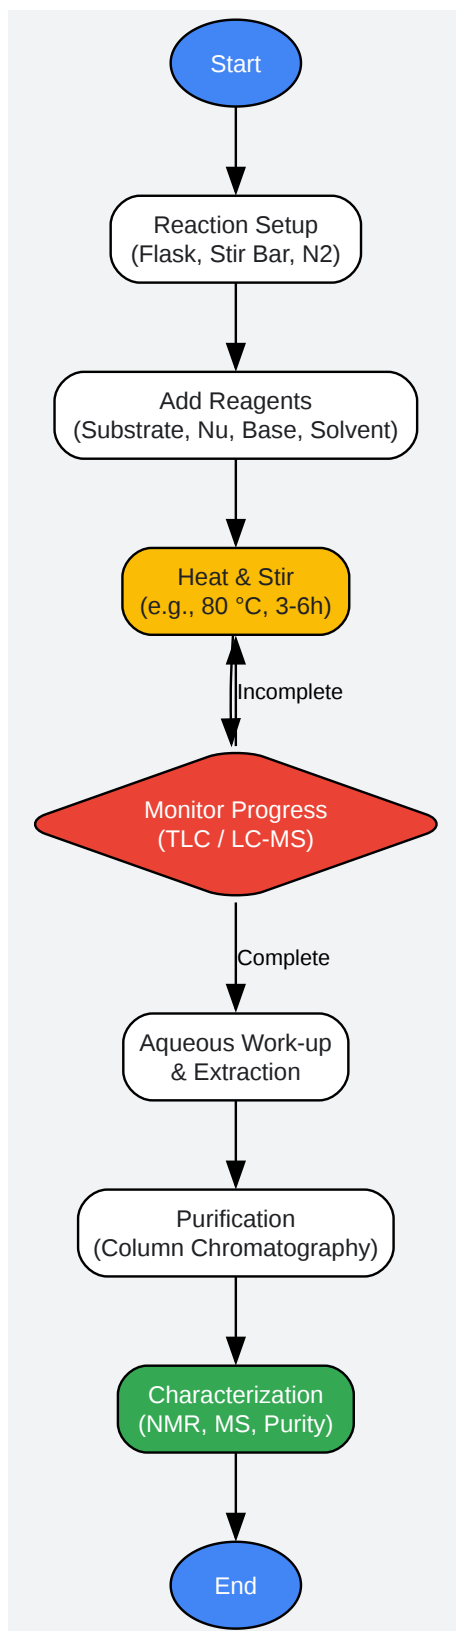 Start
Reaction Setup
(Flask, Stir Bar, N2)
Add Reagents
(Substrate, Nu, Base, Solvent)
Heat & Stir
(e.g., 80 °C, 3-6h)
Incomplete
Monitor Progress
(TLC / LC-MS)
Complete
Aqueous Work-up
& Extraction
Purification
(Column Chromatography)
Characterization
(NMR, MS, Purity)
End